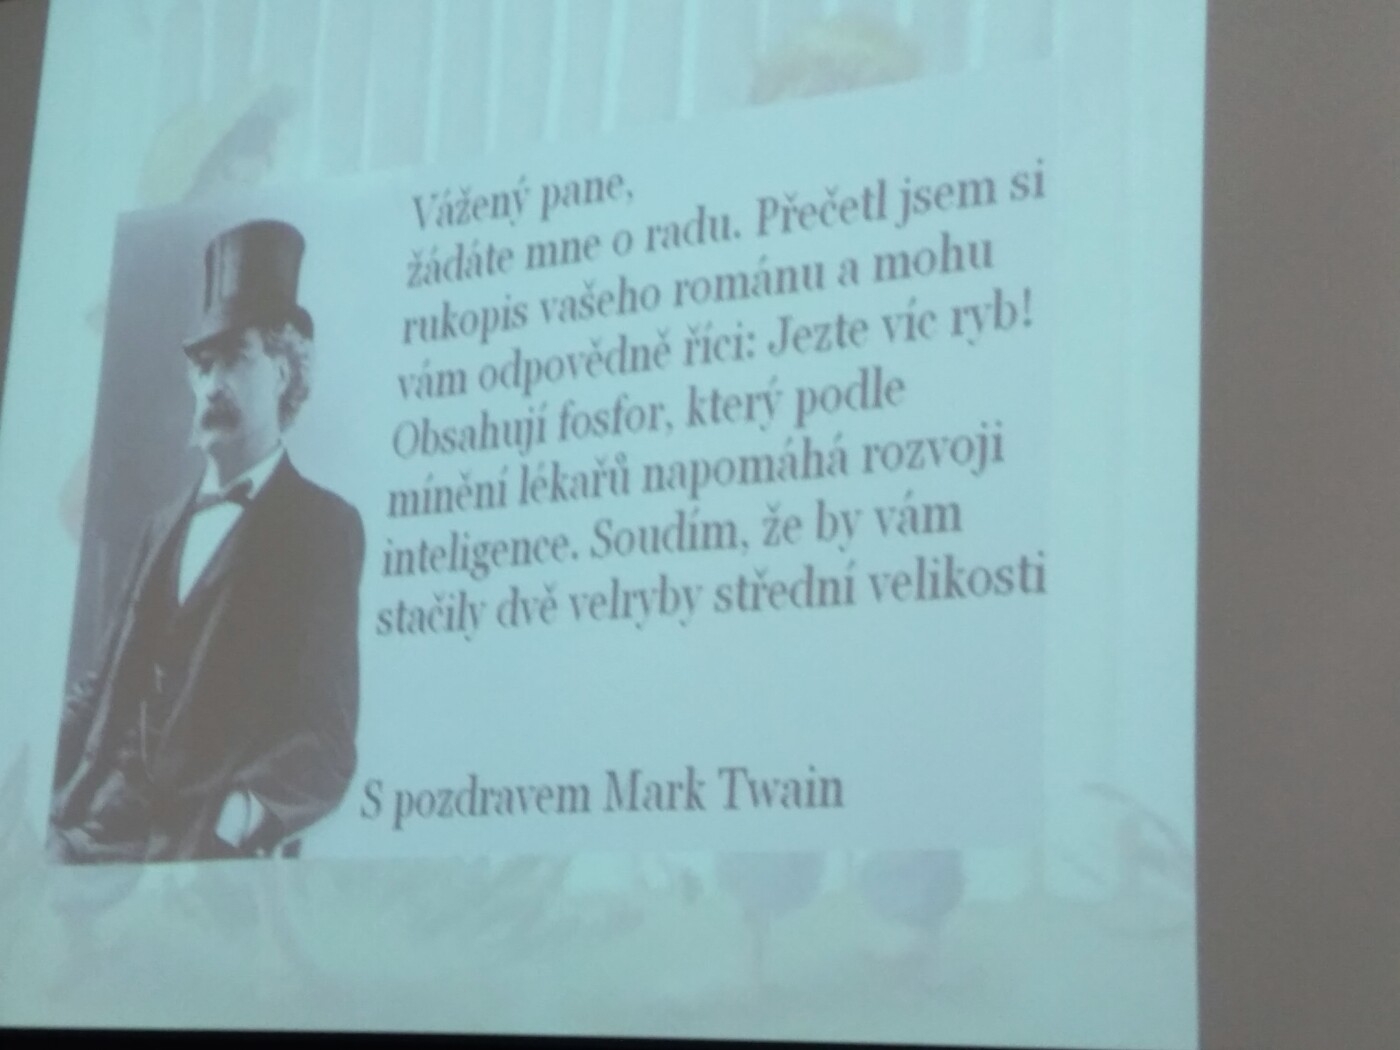 Vážený pane,
žádáte mne o radu. Přečetl jsem si
rukopis vašeho románu a mohu
vám odpovědně říci: Jezte víc ryb!
Obsahují fosfor, který podle
mínění lékařů napomáhá rozvoji
inteligence. Soudím, že by vám
stačily dvě velryby střední velikosti
S pozdravem Mark Twain